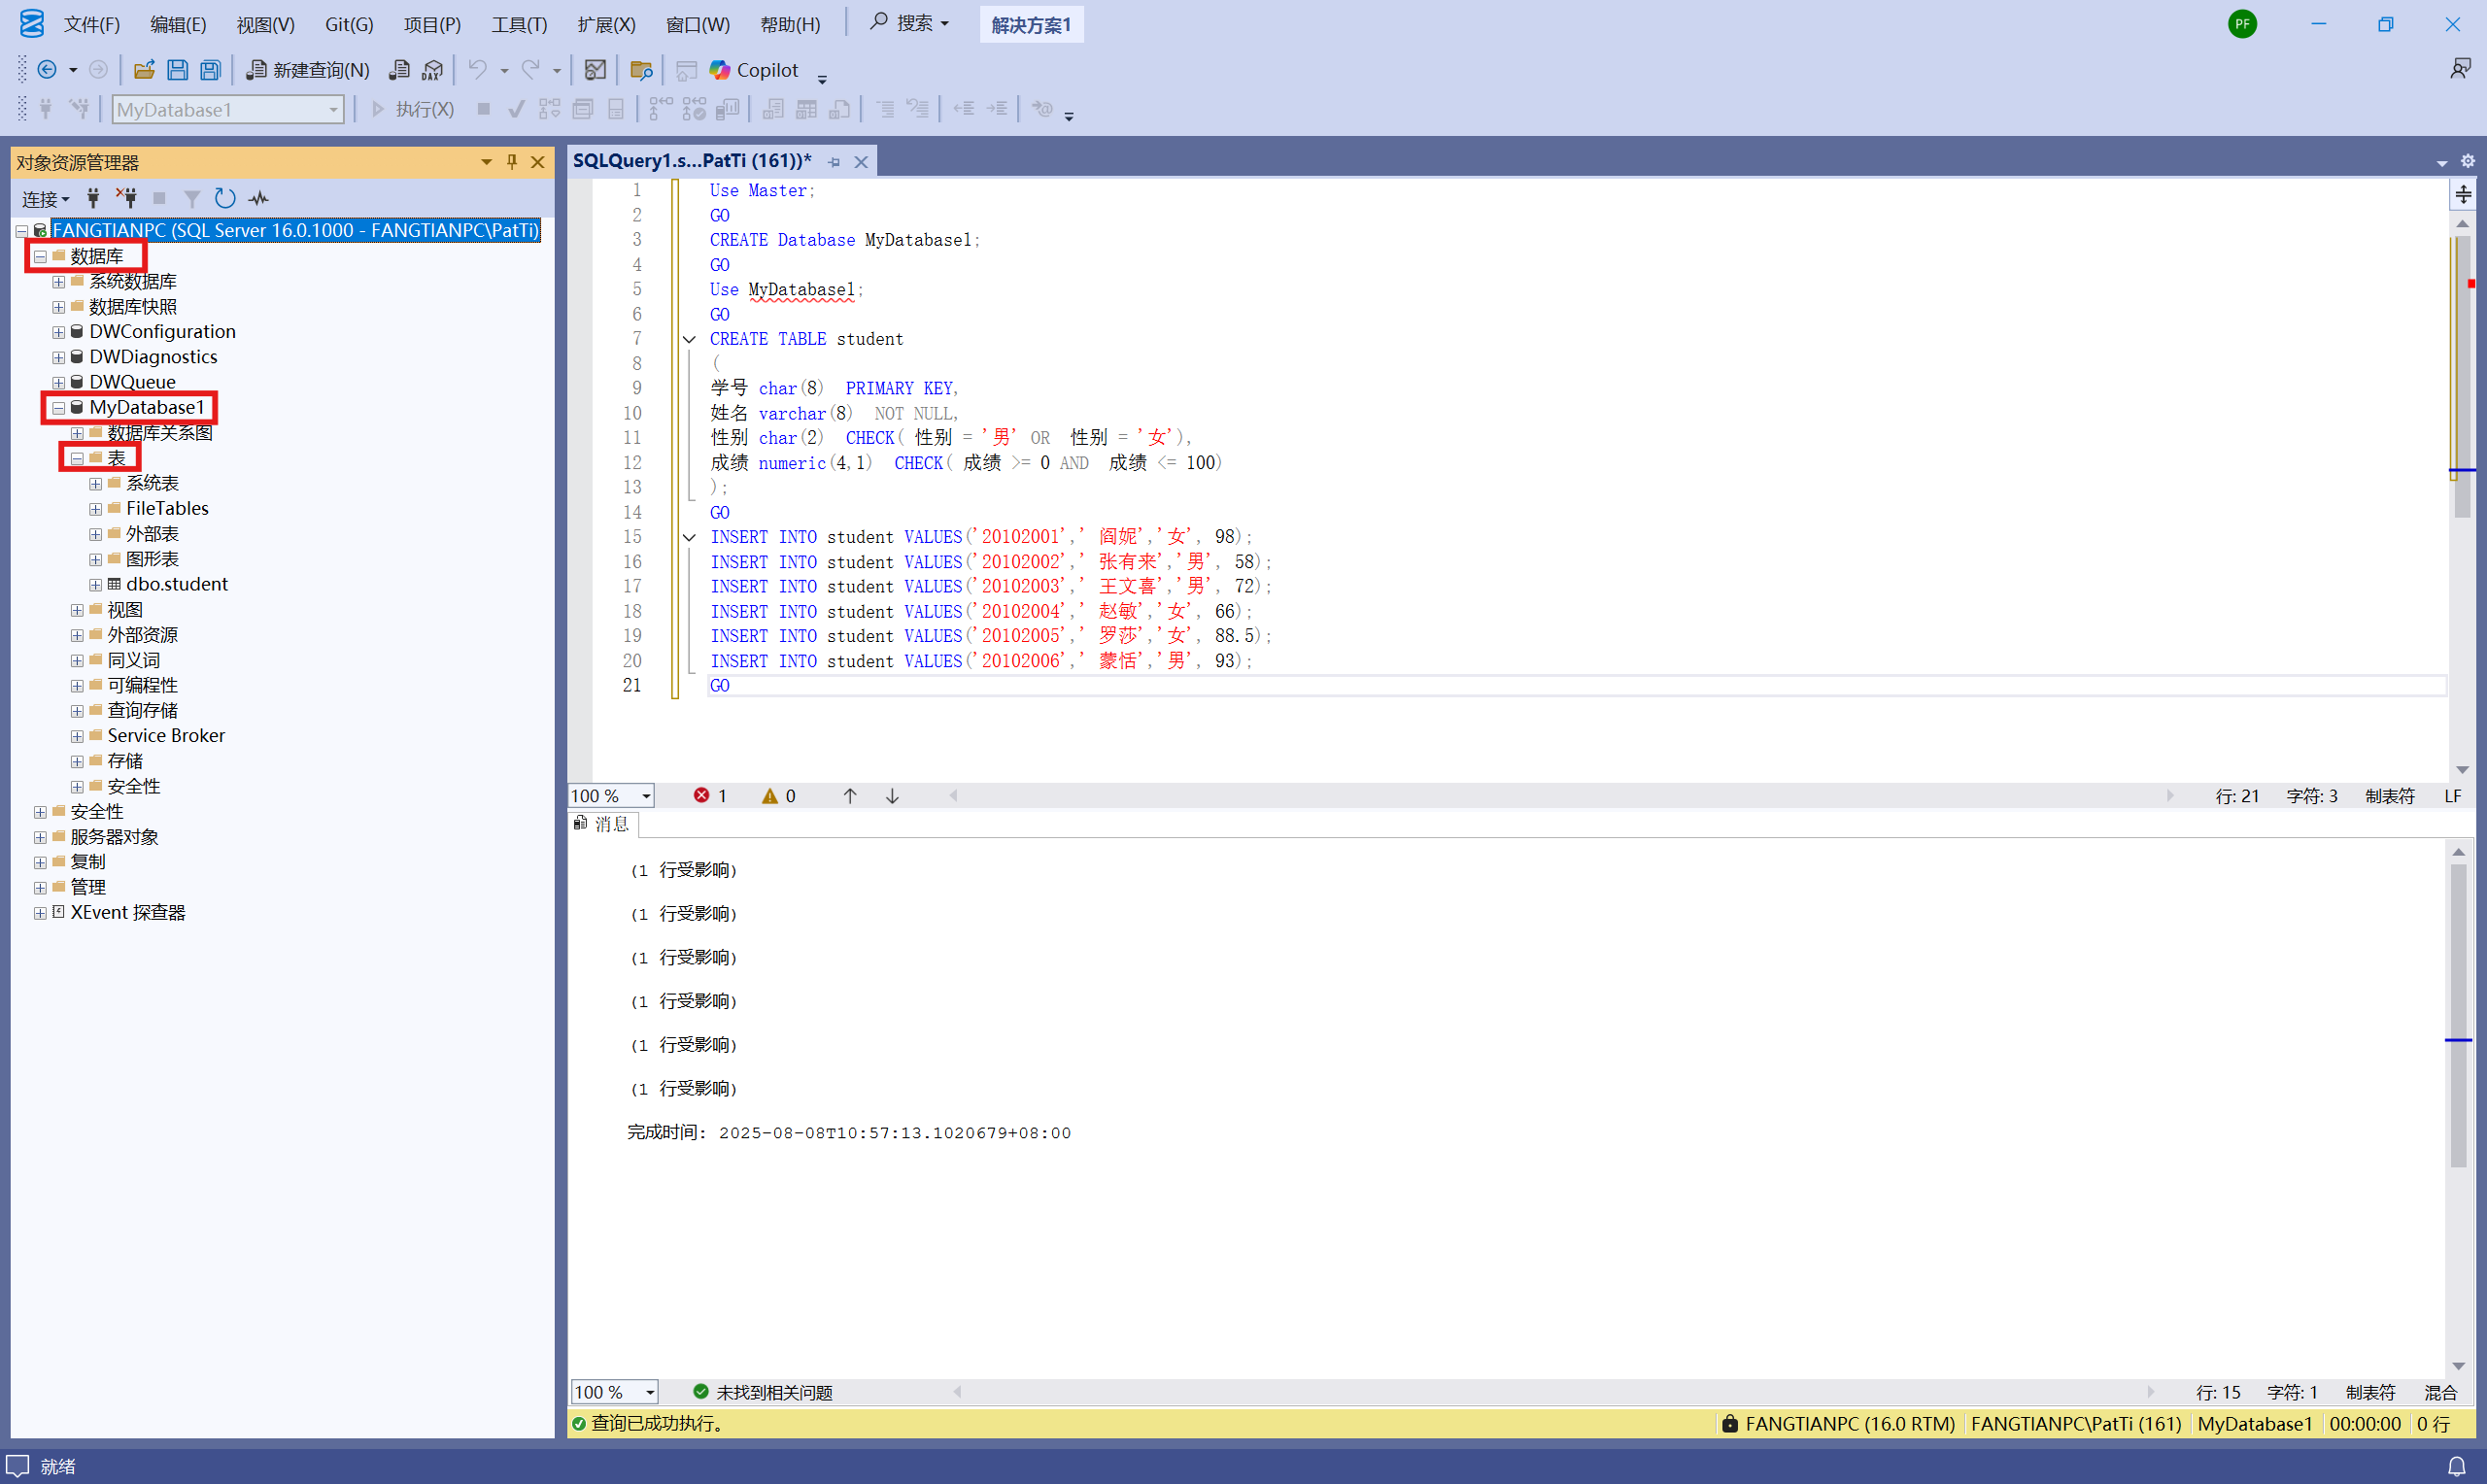 文件(F) 编辑(E) 视图(V) Git(G) 项目(P) 工具(T) 扩展(X) 窗口(W) 帮助(H) 搜索 解决方案1 PF
新建查询(N) DAX Copilot
MyDatabase1 执行(X)
对象资源管理器
连接
FANGTIANPC (SQL Server 16.0.1000 - FANGTIANPC\PatTi)
数据库
系统数据库
数据库快照
DWConfiguration
DWDiagnostics
DWQueue
MyDatabase1
数据库关系图
表
系统表
FileTables
外部表
图形表
dbo.student
视图
外部资源
同义词
可编程性
查询存储
Service Broker
存储
安全性
安全性
服务器对象
复制
管理
XEvent 探查器
SQLQuery1.s...PatTi (161))*
1 Use Master;
2 GO
3 CREATE Database MyDatabase1;
4 GO
5 Use MyDatabase1;
6 GO
7 CREATE TABLE student
8 (
9 学号 char(8)  PRIMARY KEY,
10 姓名 varchar(8)  NOT NULL,
11 性别 char(2)  CHECK( 性别 = '男' OR  性别 = '女'),
12 成绩 numeric(4,1)  CHECK( 成绩 >= 0 AND  成绩 <= 100)
13 );
14 GO
15 INSERT INTO student VALUES('20102001',' 阎妮','女', 98);
16 INSERT INTO student VALUES('20102002',' 张有来','男', 58);
17 INSERT INTO student VALUES('20102003',' 王文喜','男', 72);
18 INSERT INTO student VALUES('20102004',' 赵敏','女', 66);
19 INSERT INTO student VALUES('20102005',' 罗莎','女', 88.5);
20 INSERT INTO student VALUES('20102006',' 蒙恬','男', 93);
21 GO
100 % 1 0 行: 21 字符: 3 制表符 LF
消息
(1 行受影响)
(1 行受影响)
(1 行受影响)
(1 行受影响)
(1 行受影响)
(1 行受影响)
完成时间: 2025-08-08T10:57:13.1020679+08:00
100 % 未找到相关问题 行: 15 字符: 1 制表符 混合
查询已成功执行。 FANGTIANPC (16.0 RTM) FANGTIANPC\PatTi (161) MyDatabase1 00:00:00 0 行
就绪